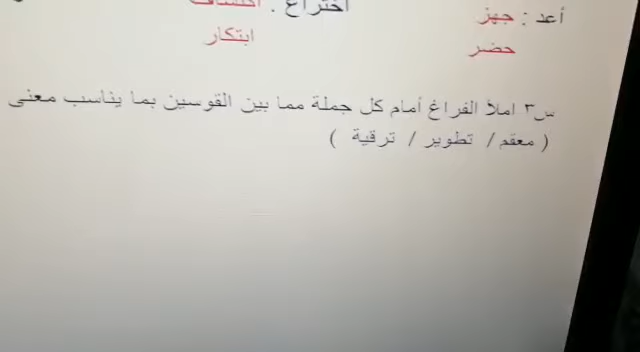 أعد : جهز اختراع : اكتشاف
حضر ابتكار
س٣ املأ الفراغ أمام كل جملة مما بين القوسين بما يناسب معنى
( معقم / تطوير / ترقية )